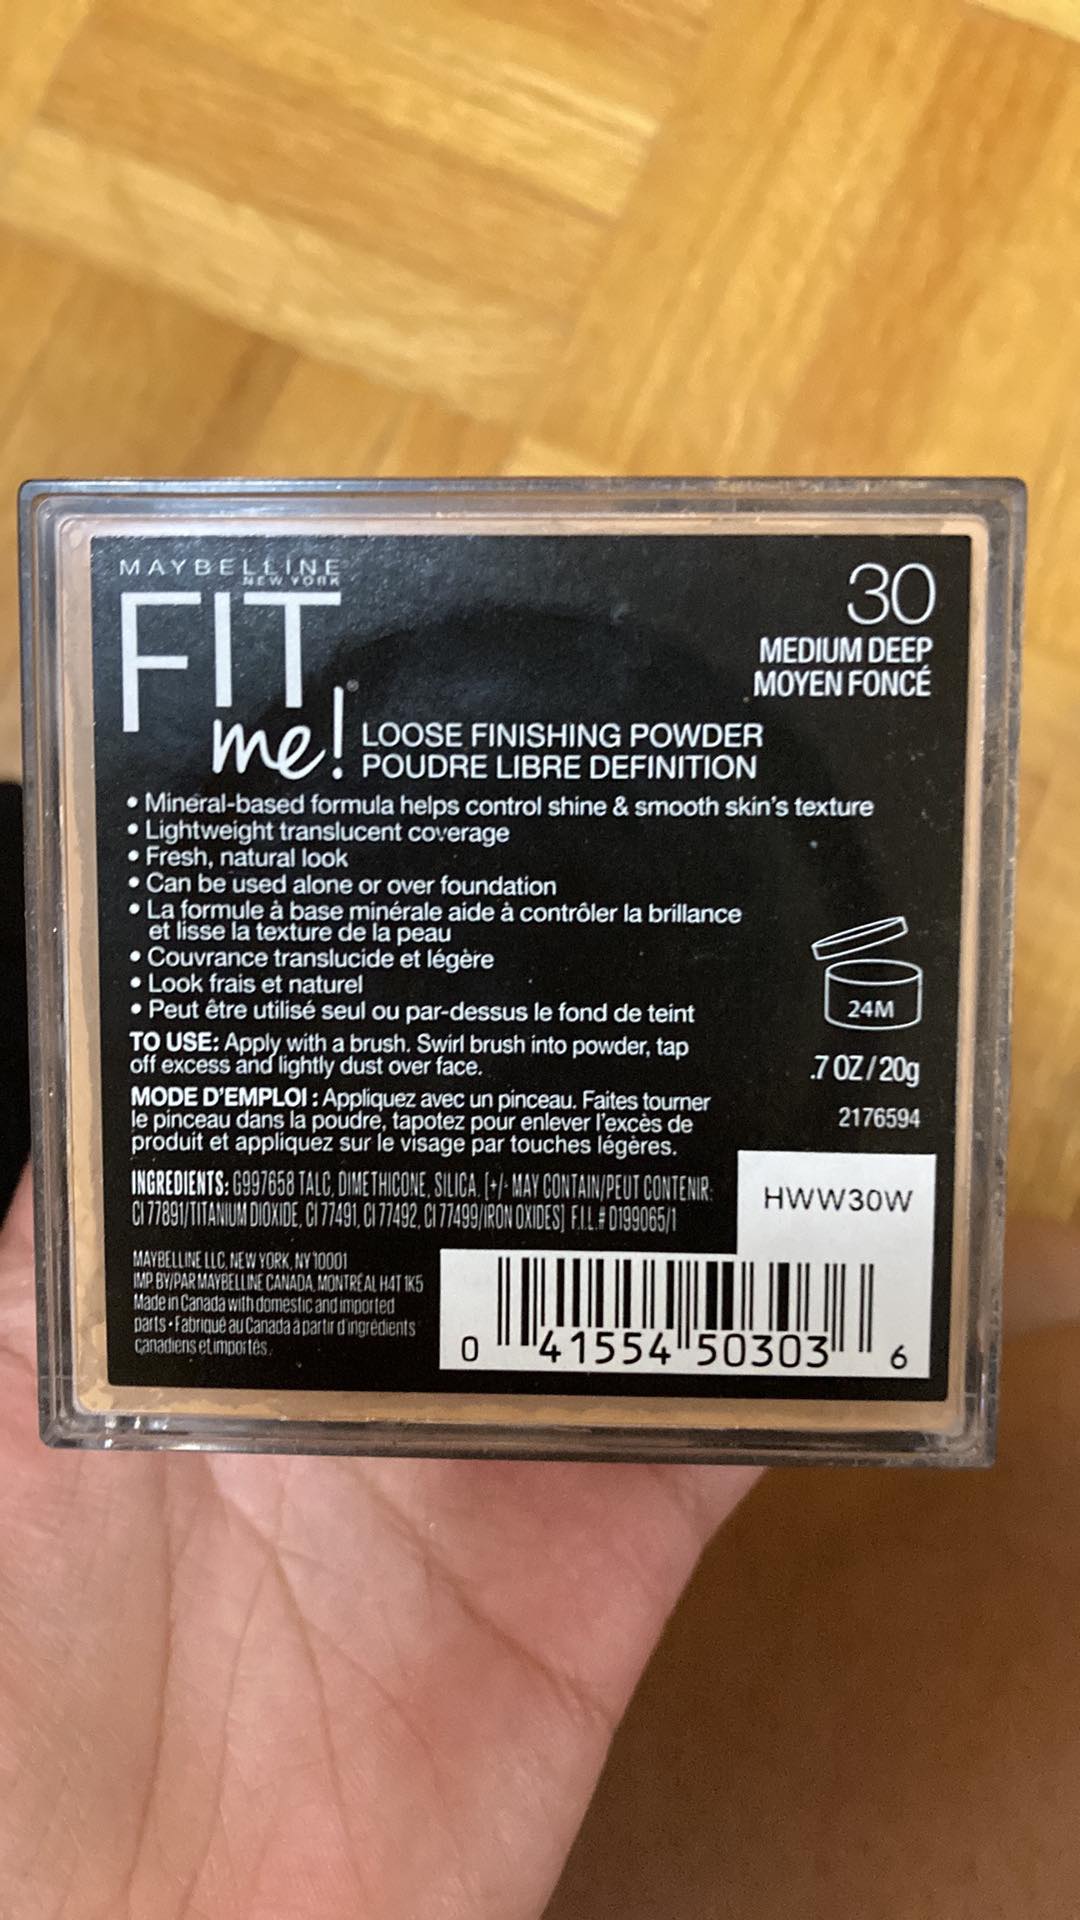 MAYBELLINE
NEW YORK
FIT
me!®
30
MEDIUM DEEP
MOYEN FONCÉ
LOOSE FINISHING POWDER
POUDRE LIBRE DEFINITION
• Mineral-based formula helps control shine & smooth skin's texture
• Lightweight translucent coverage
• Fresh, natural look
• Can be used alone or over foundation
• La formule à base minérale aide à contrôler la brillance
et lisse la texture de la peau
• Couvrance translucide et légère
• Look frais et naturel
• Peut être utilisé seul ou par-dessus le fond de teint
TO USE: Apply with a brush. Swirl brush into powder, tap
off excess and lightly dust over face.
MODE D'EMPLOI : Appliquez avec un pinceau. Faites tourner
le pinceau dans la poudre, tapotez pour enlever l'excès de
produit et appliquez sur le visage par touches légères.
24M
.7 OZ/20g
2176594
INGREDIENTS: G997658 TALC, DIMETHICONE, SILICA. [+/- MAY CONTAIN/PEUT CONTENIR:
CI 77891/TITANIUM DIOXIDE, CI 77491, CI 77492, CI 77499/IRON OXIDES] F.I.L.# D199065/1
HWW30W
MAYBELLINE LLC, NEW YORK, NY 10001
IMP BY/PAR MAYBELLINE CANADA, MONTRÉAL H4T 1K5
Made in Canada with domestic and imported
parts • Fabriqué au Canada à partir d'ingrédients
canadiens et importés.
0 41554 50303 6